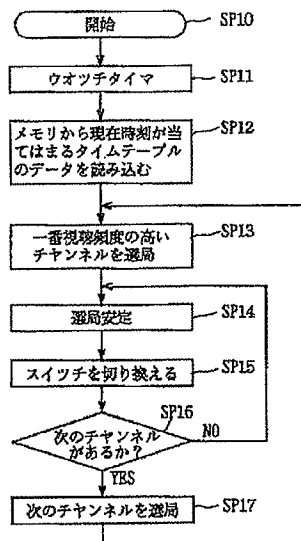 開始
SP10
ウオツチタイマ
SP11
メモリから現在時刻が当
てはまるタイムテーブル
のデータを読み込む
SP12
一番視聴頻度の高い
チヤンネルを選局
SP13
選局安定
SP14
スイツチを切り換える
SP15
次のチヤンネル
があるか?
SP16
NO
YES
次のチヤンネルを選局
SP17